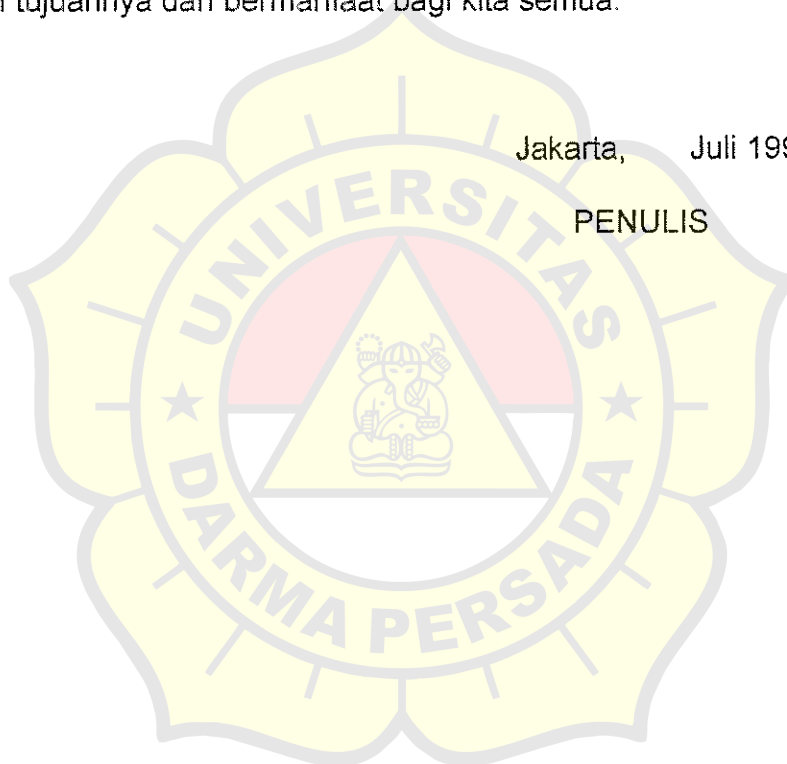 tujuannya dan bermanfaat bagi kita semua.
Jakarta, Juli 199
PENULIS
UNIVERSITAS
DARMA PERSADA